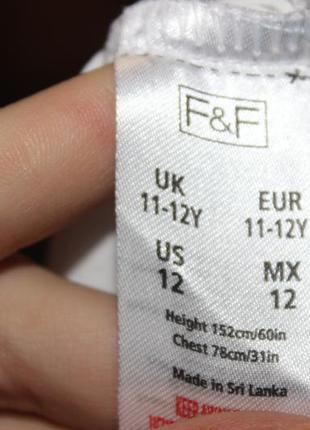 F&F
UK EUR
11-12Y 11-12Y
US MX
12 12
Height 152cm/60in
Chest 78cm/31in
Made in Sri Lanka